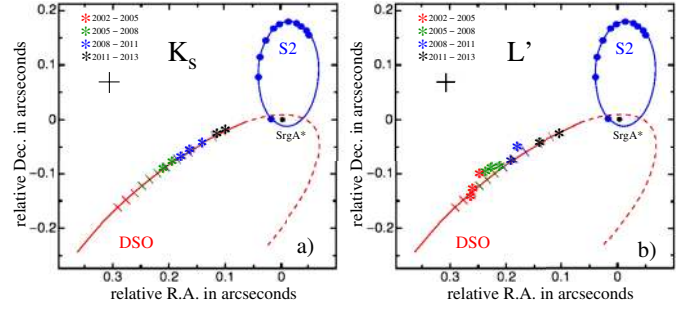 2002 – 2005
2005 – 2008
2008 – 2011
2011 – 2013
K_S
S2
SrgA*
DSO
a)
relative Dec. in arcseconds
0.2
0.1
0
−0.1
−0.2
0.3
0.2
0.1
0
relative R.A. in arcseconds
2002 – 2005
2005 – 2008
2008 – 2011
2011 – 2013
L'
S2
SrgA*
DSO
b)
relative Dec. in arcseconds
0.2
0.1
0
−0.1
−0.2
0.3
0.2
0.1
0
relative R.A. in arcseconds